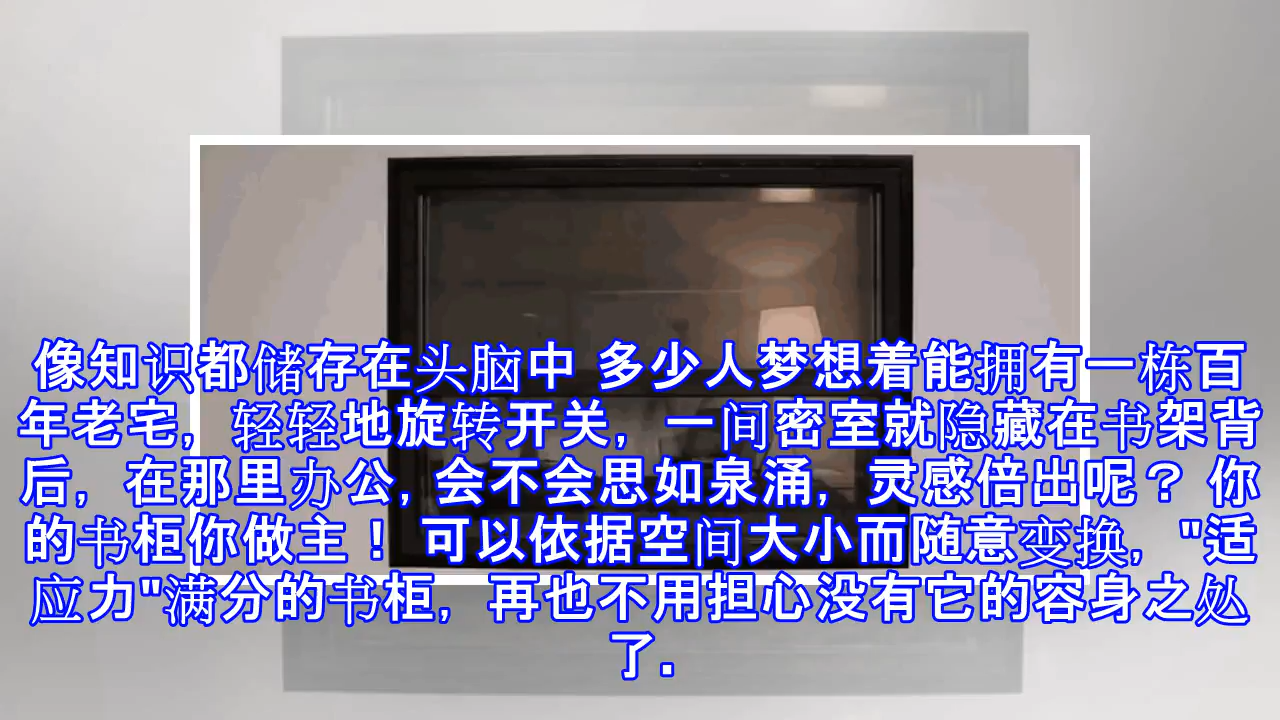 像知识都储存在头脑中 多少人梦想着能拥有一栋百
年老宅，轻轻地旋转开关，一间密室就隐藏在书架背
后，在那里办公,会不会思如泉涌，灵感倍出呢？ 你
的书柜你做主！ 可以依据空间大小而随意变换，"适
应力"满分的书柜，再也不用担心没有它的容身之处
了.